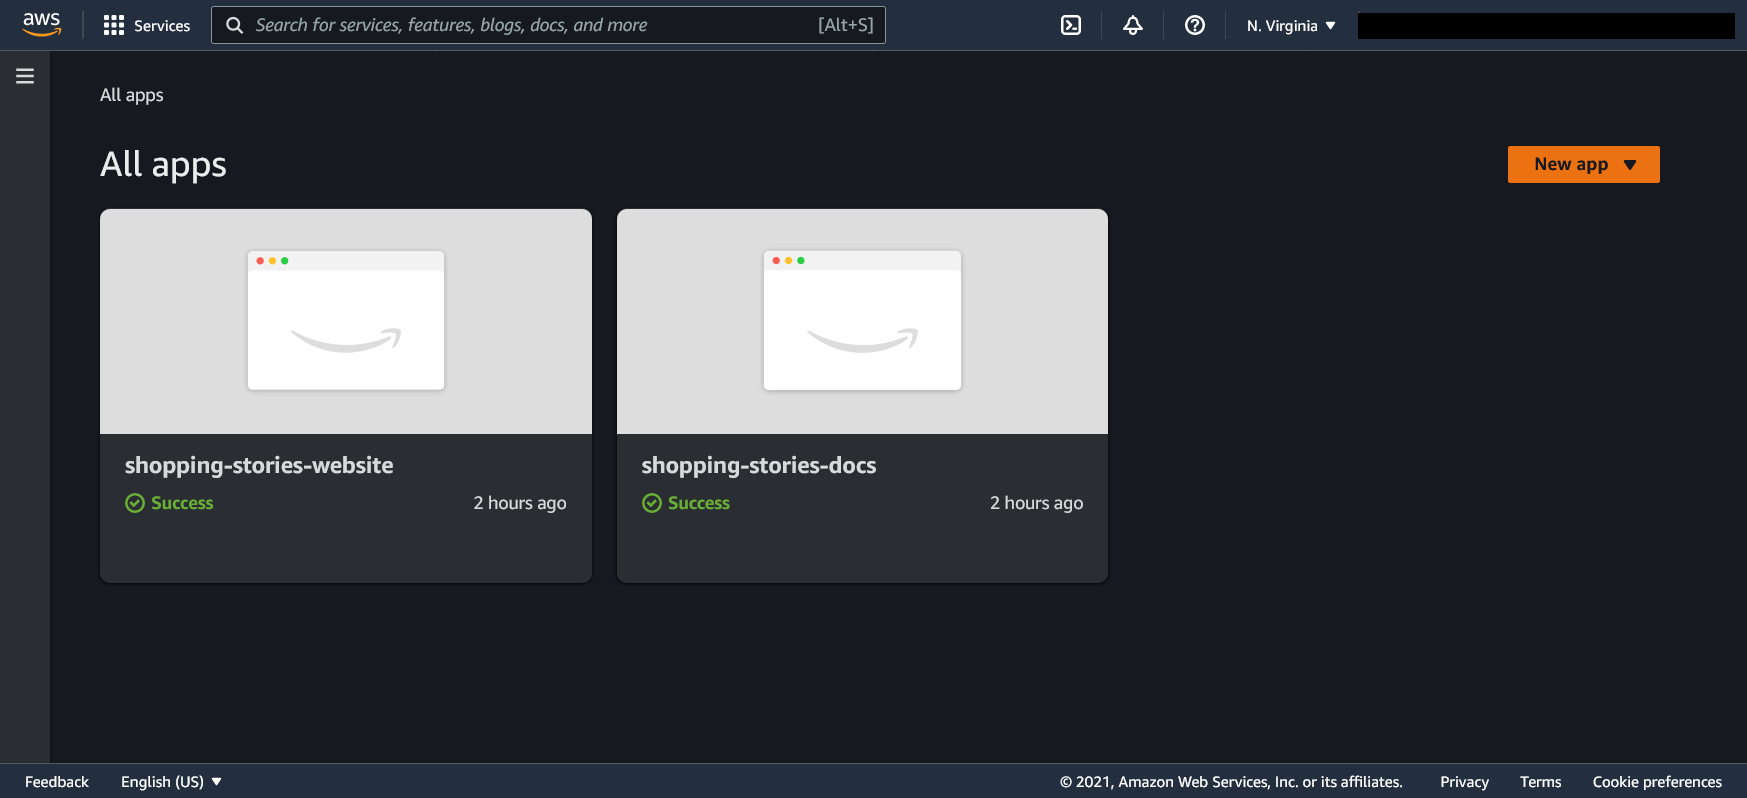 aws Services Search for services, features, blogs, docs, and more [Alt+S] N. Virginia
All apps
All apps New app
shopping-stories-website
Success 2 hours ago
shopping-stories-docs
Success 2 hours ago
Feedback English (US) © 2021, Amazon Web Services, Inc. or its affiliates. Privacy Terms Cookie preferences